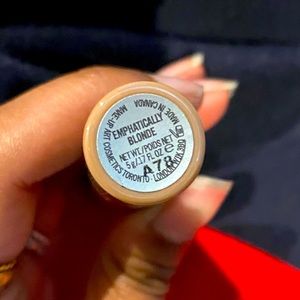 MADE IN CANADA
EMPHATICALLY
BLONDE
NET WT./POIDS NET
5 g/.17 FL OZ e
A78
MAKE-UP ART COSMETICS TORONTO · LONDON